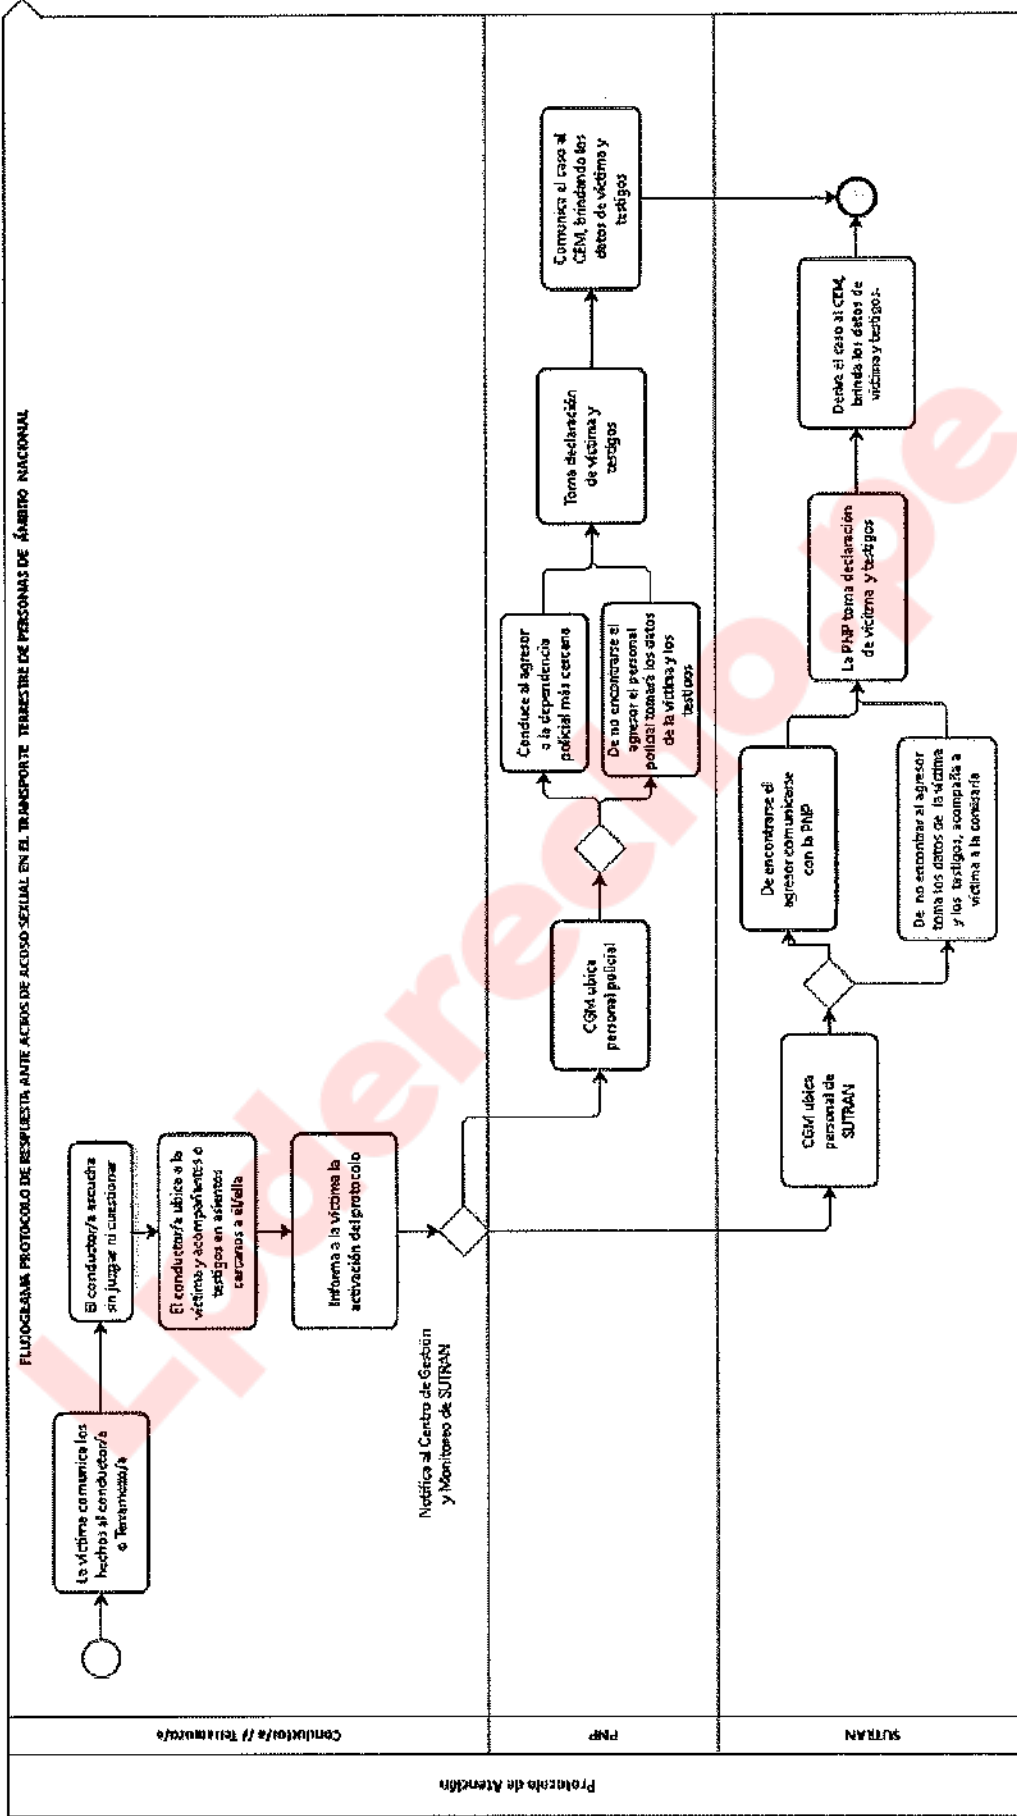 FLUJOGRAMA PROTOCOLO DE RESPUESTA ANTE ACTOS DE ACOSO SEXUAL EN EL TRANSPORTE TERRESTRE DE PERSONAS DE ÁMBITO NACIONAL
Protocolo de Atención
Conductor/a // Terramozo/a
La víctima comunica los
hechos al conductor/a
o Terramozo/a
El conductor/a escucha
sin juzgar ni cuestionar
El conductor/a ubica a la
víctima y acompañantes o
testigos en asientos
cercanos a él/ella
Informa a la víctima la
activación del protocolo
Notifica al Centro de Gestión
y Monitoreo de SUTRAN
PNP
CGM ubica
personal policial
Conduce al agresor
a la dependencia
policial más cercana
De no encontrarse el
agresor el personal
policial tomará los datos
de la víctima y los
testigos
Toma declaración
de víctima y
testigos
Comunica el caso al
CEM, brindando los
datos de víctima y
testigos
SUTRAN
CGM ubica
personal de
SUTRAN
De encontrarse el
agresor comunicarse
con la PNP
De no encontrar al agresor
toma los datos de la víctima
y los testigos, acompaña a
víctima a la comisaría
La PNP toma declaración
de víctima y testigos
Deriva el caso al CEM,
brinda los datos de
víctima y testigos.
Lpderecho.pe